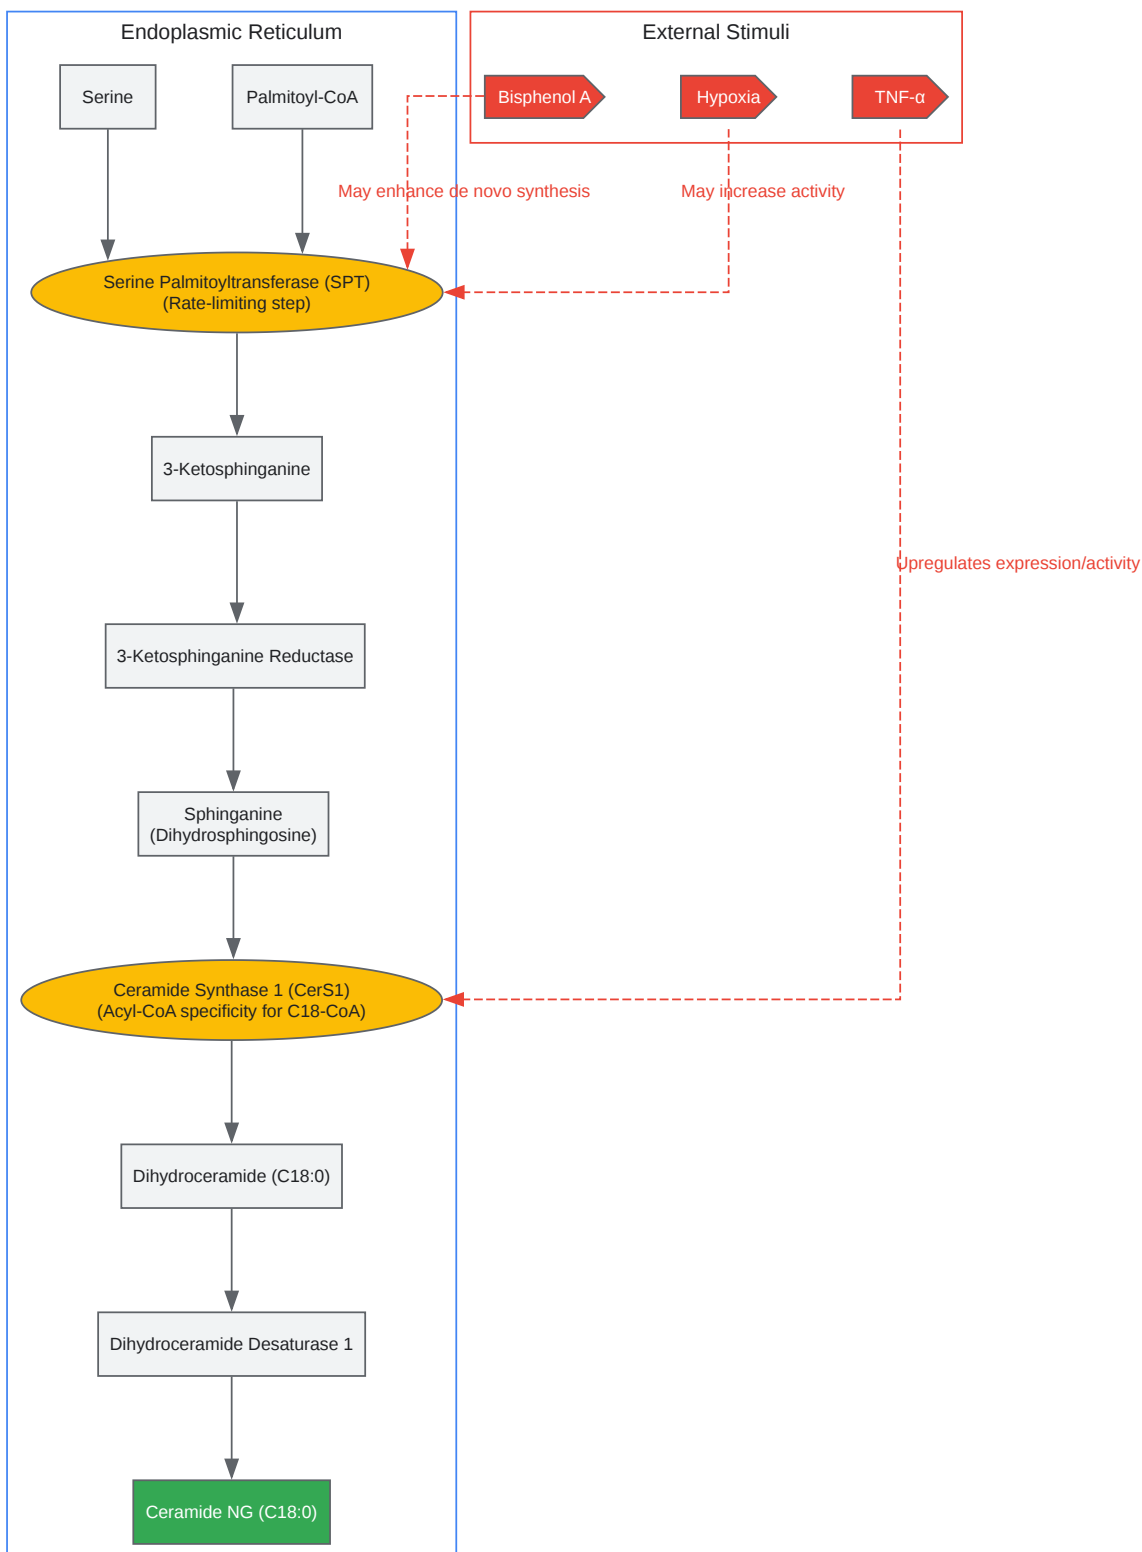 Endoplasmic Reticulum
External Stimuli
Serine
Palmitoyl-CoA
Bisphenol A
Hypoxia
TNF-α
May enhance de novo synthesis
May increase activity
Serine Palmitoyltransferase (SPT)
(Rate-limiting step)
3-Ketosphinganine
Upregulates expression/activity
3-Ketosphinganine Reductase
Sphinganine
(Dihydrosphingosine)
Ceramide Synthase 1 (CerS1)
(Acyl-CoA specificity for C18-CoA)
Dihydroceramide (C18:0)
Dihydroceramide Desaturase 1
Ceramide NG (C18:0)